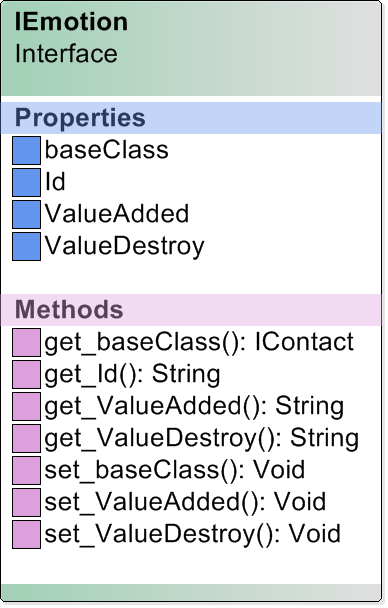 IEmotion
Interface
Properties
baseClass
Id
ValueAdded
ValueDestroy
Methods
get_baseClass(): IContact
get_Id(): String
get_ValueAdded(): String
get_ValueDestroy(): String
set_baseClass(): Void
set_ValueAdded(): Void
set_ValueDestroy(): Void